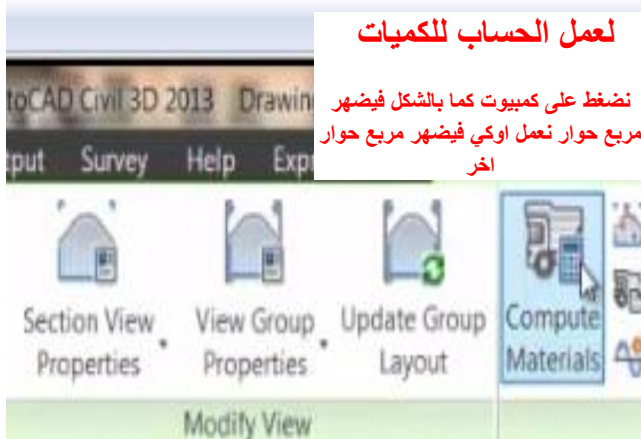 لعمل الحساب للكميات
نضغط على كمبيوت كما بالشكل فيضهر
مربع حوار نعمل اوكي فيضهر مربع حوار
اخر
toCAD Civil 3D 2013 Drawin
tput Survey Help Exp
Section View View Group Update Group Compute
Properties Properties Layout Materials
Modify View